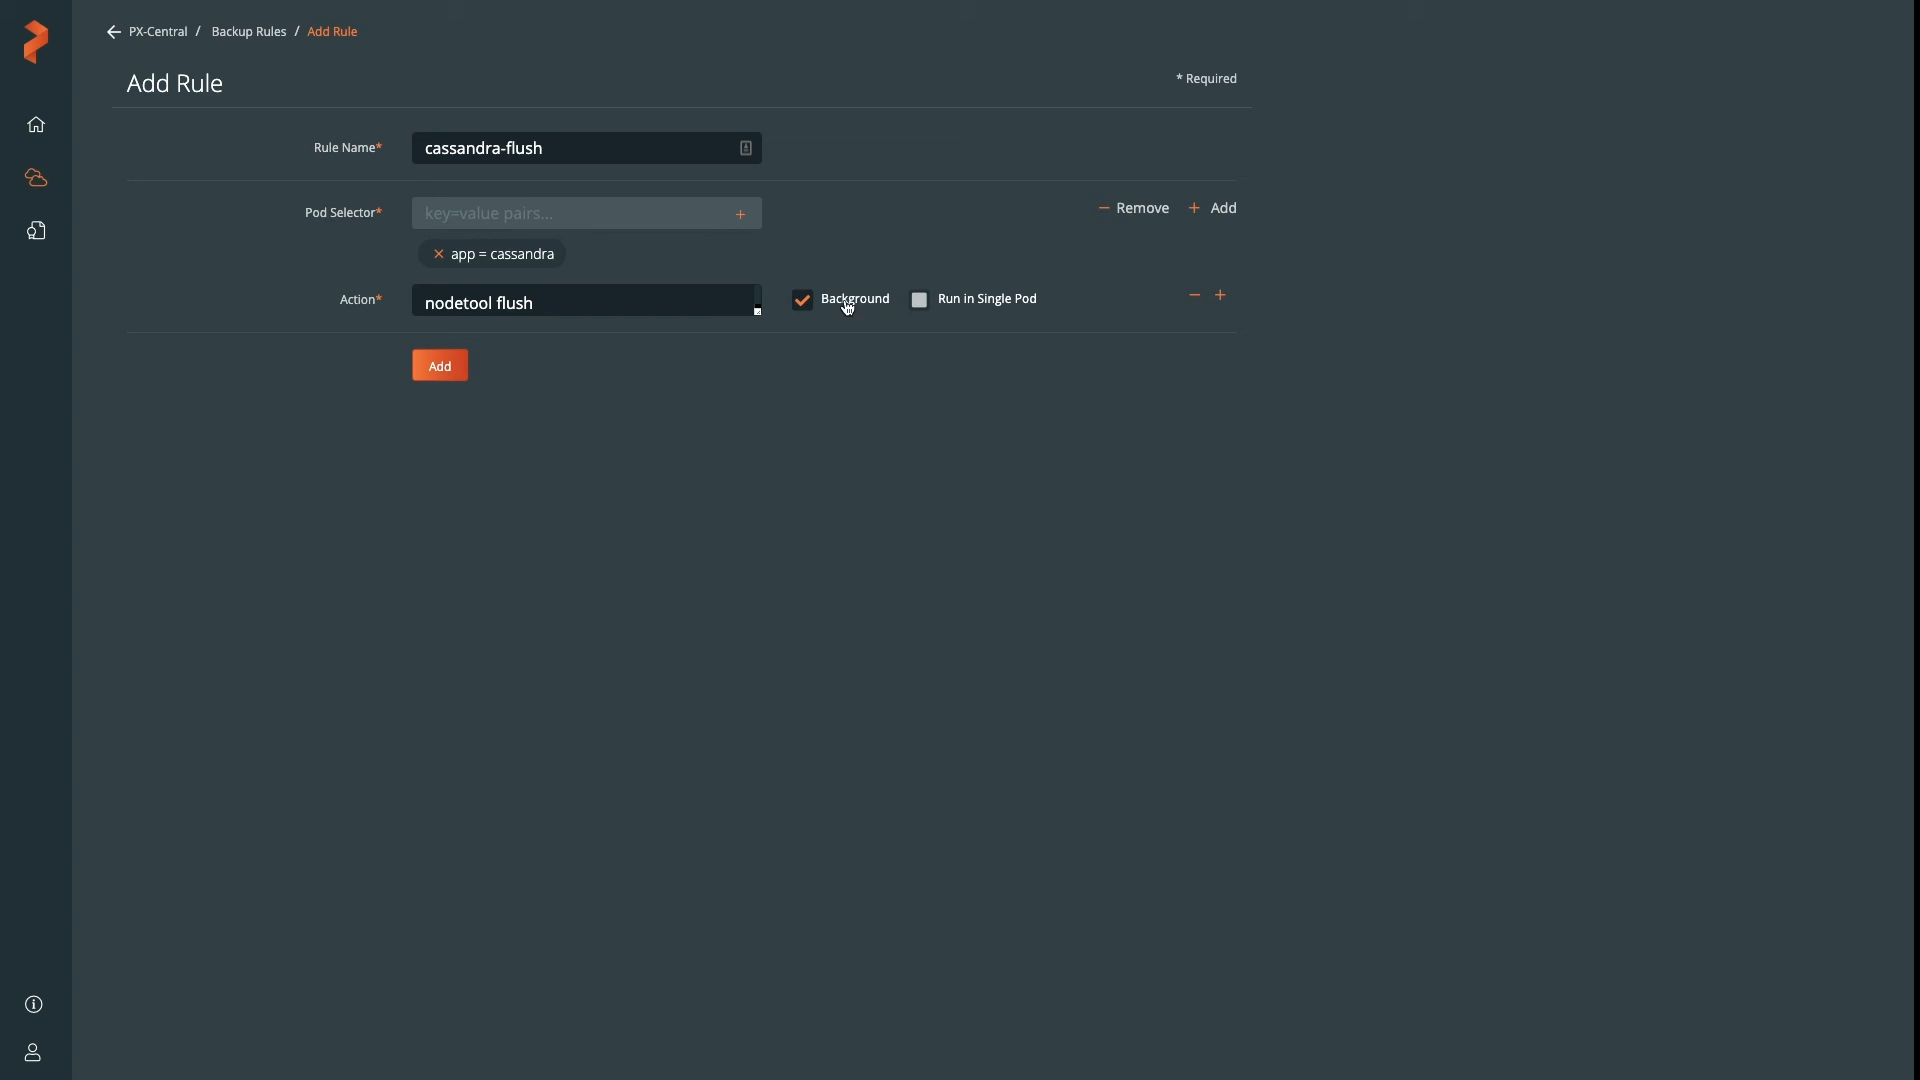 PX-Central / Backup Rules / Add Rule
Add Rule
* Required
Rule Name* cassandra-flush
Pod Selector* key=value pairs... + − Remove + Add
× app = cassandra
Action* nodetool flush Background Run in Single Pod − +
Add